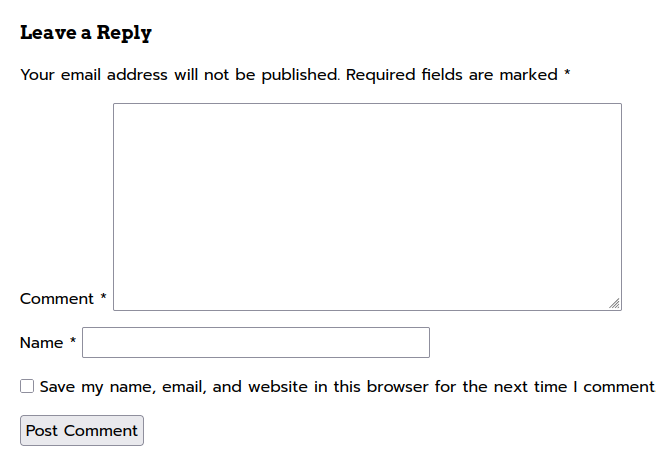 Leave a Reply
Your email address will not be published. Required fields are marked *
Comment *
Name *
Save my name, email, and website in this browser for the next time I comment
Post Comment